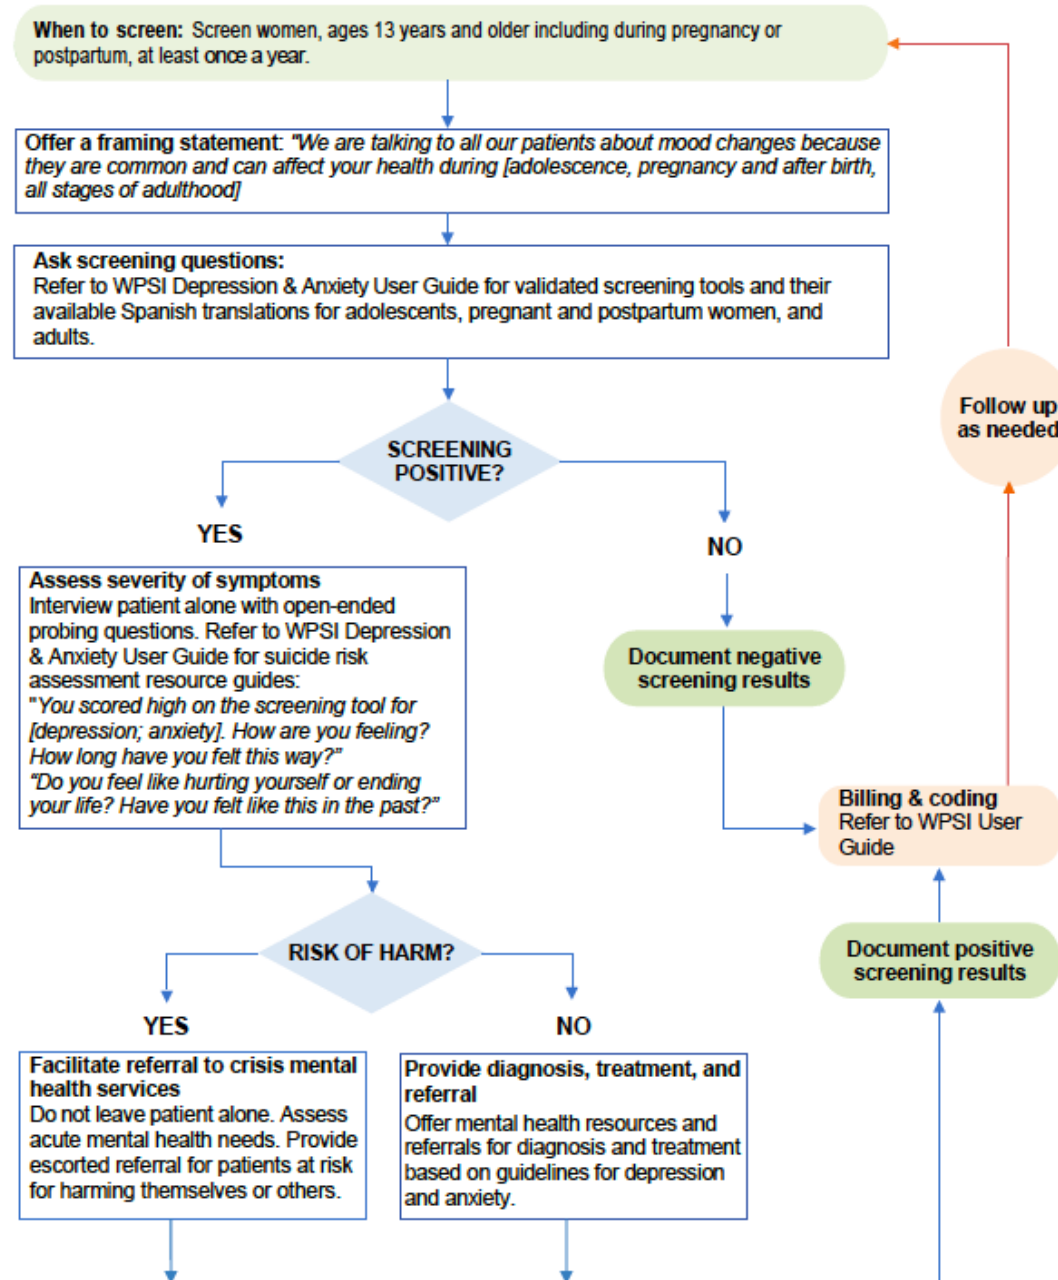 When to screen: Screen women, ages 13 years and older including during pregnancy or
postpartum, at least once a year.
Offer a framing statement: "We are talking to all our patients about mood changes because
they are common and can affect your health during [adolescence, pregnancy and after birth,
all stages of adulthood]
Ask screening questions:
Refer to WPSI Depression & Anxiety User Guide for validated screening tools and their
available Spanish translations for adolescents, pregnant and postpartum women, and
adults.
Follow up
as needed
SCREENING
POSITIVE?
YES
NO
Assess severity of symptoms
Interview patient alone with open-ended
probing questions. Refer to WPSI Depression
& Anxiety User Guide for suicide risk
assessment resource guides:
"You scored high on the screening tool for
[depression; anxiety]. How are you feeling?
How long have you felt this way?”
“Do you feel like hurting yourself or ending
your life? Have you felt like this in the past?”
Document negative
screening results
Billing & coding
Refer to WPSI User
Guide
Document positive
screening results
RISK OF HARM?
YES
NO
Facilitate referral to crisis mental
health services
Do not leave patient alone. Assess
acute mental health needs. Provide
escorted referral for patients at risk
for harming themselves or others.
Provide diagnosis, treatment, and
referral
Offer mental health resources and
referrals for diagnosis and treatment
based on guidelines for depression
and anxiety.